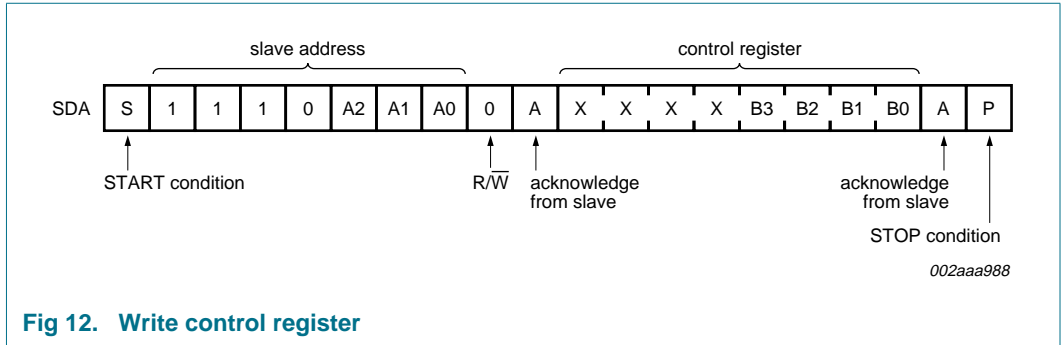 slave address control register
SDA S 1 1 1 0 A2 A1 A0 0 A X X X X B3 B2 B1 B0 A P
START condition R/W̅ acknowledge from slave acknowledge from slave
STOP condition
002aaa988
Fig 12. Write control register